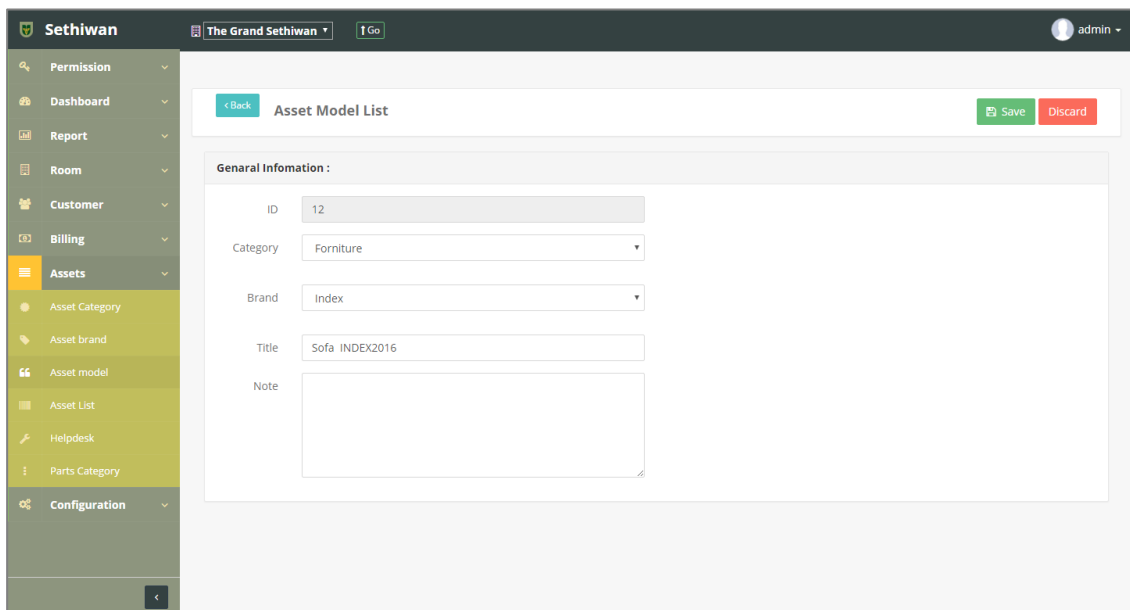 Sethiwan
The Grand Sethiwan
Go
admin
Permission
Dashboard
Report
Room
Customer
Billing
Assets
Asset Category
Asset brand
Asset model
Asset List
Helpdesk
Parts Category
Configuration
Back
Asset Model List
Save
Discard
Genaral Infomation :
ID
12
Category
Forniture
Brand
Index
Title
Sofa INDEX2016
Note